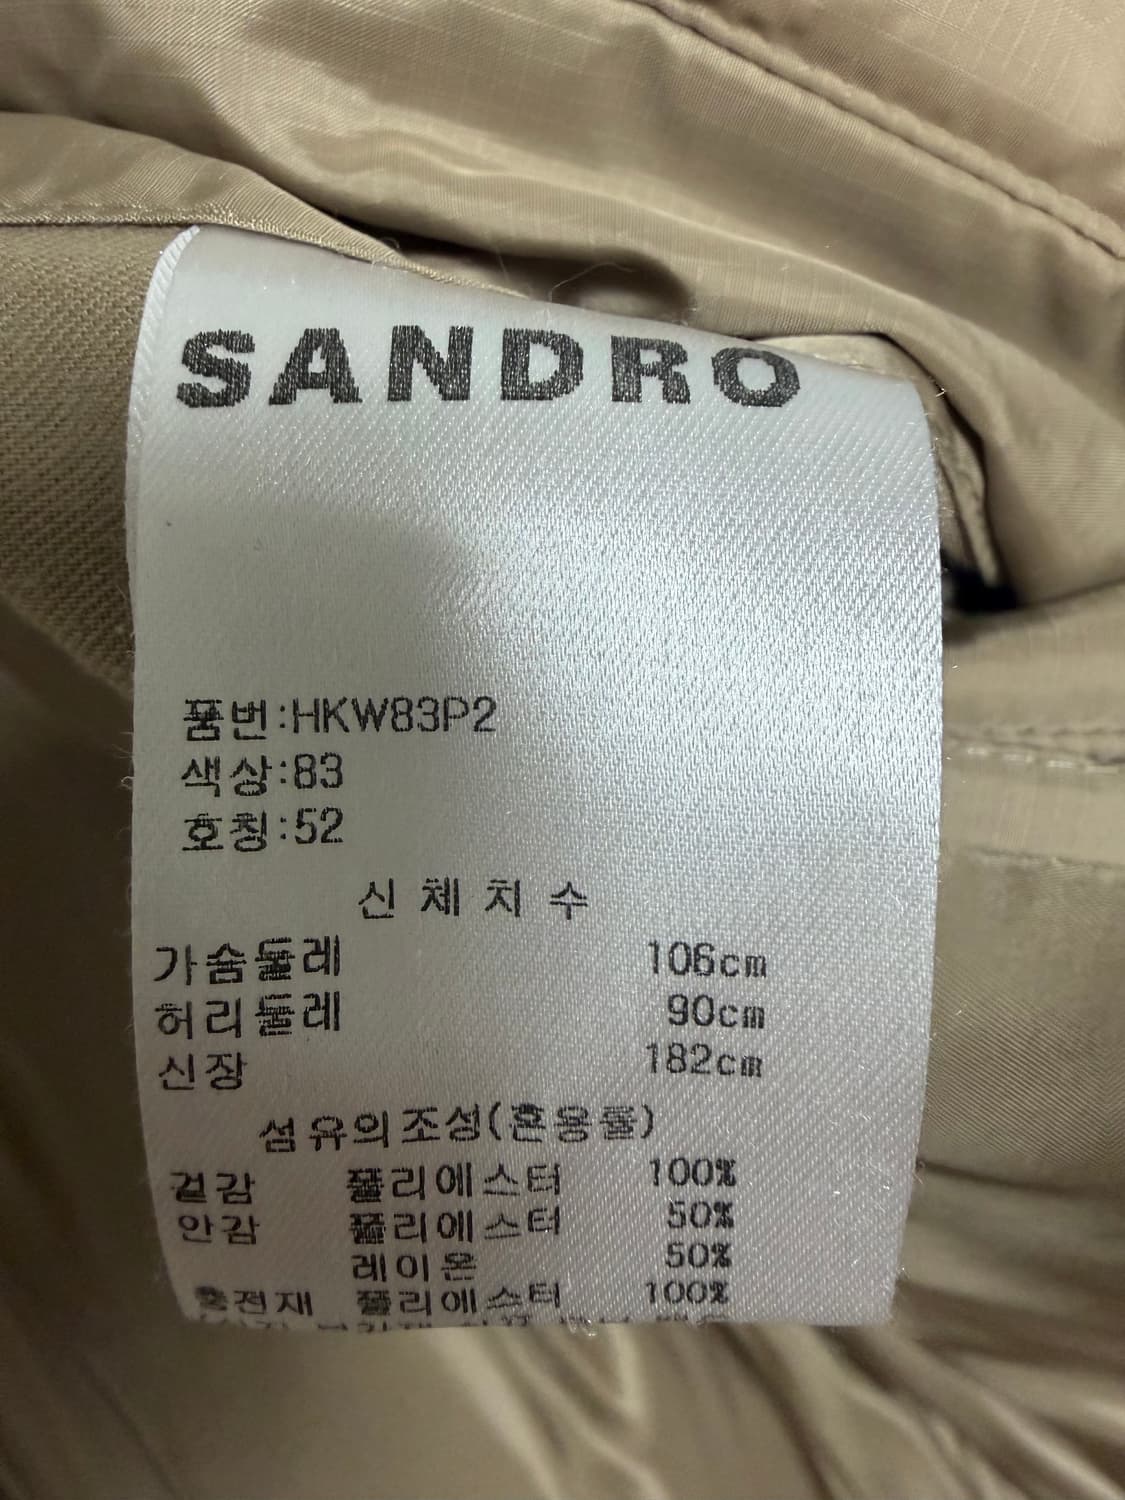 SANDRO
품번:HKW83P2
색상:83
호칭:52
신 체 치 수
가슴둘레 106cm
허리둘레 90cm
신장 182cm
섬유의조성(혼용률)
겉감 폴리에스터 100%
안감 폴리에스터 50%
레이온 50%
충전재 폴리에스터 100%